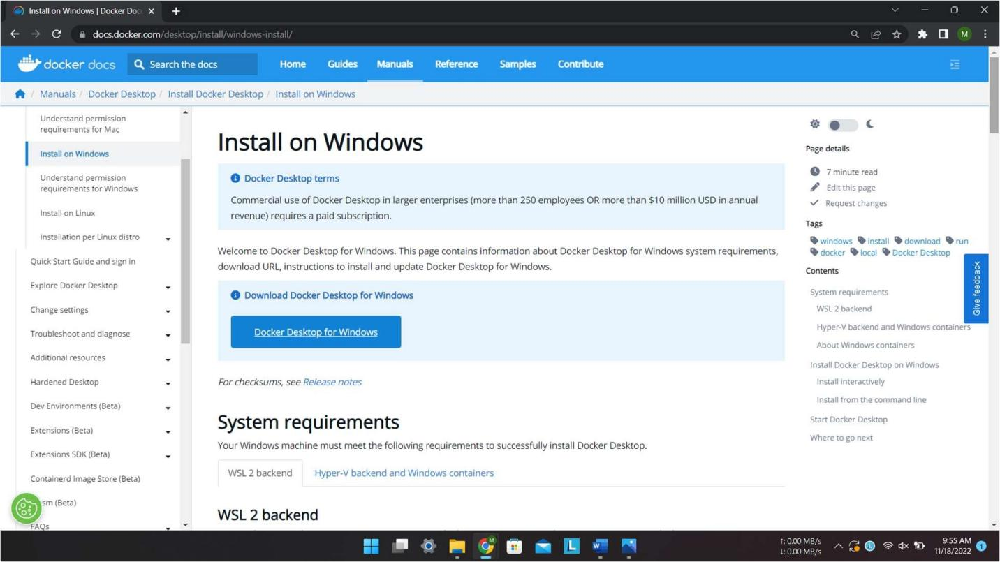 Install on Windows | Docker Doc
docs.docker.com/desktop/install/windows-install/
M
docker docs
Search the docs
Home
Guides
Manuals
Reference
Samples
Contribute
/ Manuals / Docker Desktop / Install Docker Desktop / Install on Windows
Understand permission
requirements for Mac
Install on Windows
Understand permission
requirements for Windows
Install on Linux
Installation per Linux distro
Quick Start Guide and sign in
Explore Docker Desktop
Change settings
Troubleshoot and diagnose
Additional resources
Hardened Desktop
Dev Environments (Beta)
Extensions (Beta)
Extensions SDK (Beta)
Containerd Image Store (Beta)
sm (Beta)
FAQs
Install on Windows
Docker Desktop terms
Commercial use of Docker Desktop in larger enterprises (more than 250 employees OR more than $10 million USD in annual
revenue) requires a paid subscription.
Welcome to Docker Desktop for Windows. This page contains information about Docker Desktop for Windows system requirements,
download URL, instructions to install and update Docker Desktop for Windows.
Download Docker Desktop for Windows
Docker Desktop for Windows
For checksums, see Release notes
System requirements
Your Windows machine must meet the following requirements to successfully install Docker Desktop.
WSL 2 backend
Hyper-V backend and Windows containers
WSL 2 backend
Page details
7 minute read
Edit this page
Request changes
Tags
windows install download run
docker local Docker Desktop
Contents
System requirements
WSL 2 backend
Hyper-V backend and Windows containers
About Windows containers
Install Docker Desktop on Windows
Install interactively
Install from the command line
Start Docker Desktop
Where to go next
Give feedback
M
L
W
↑: 0.00 MB/s
↓: 0.00 MB/s
L
9:55 AM
11/18/2022
1